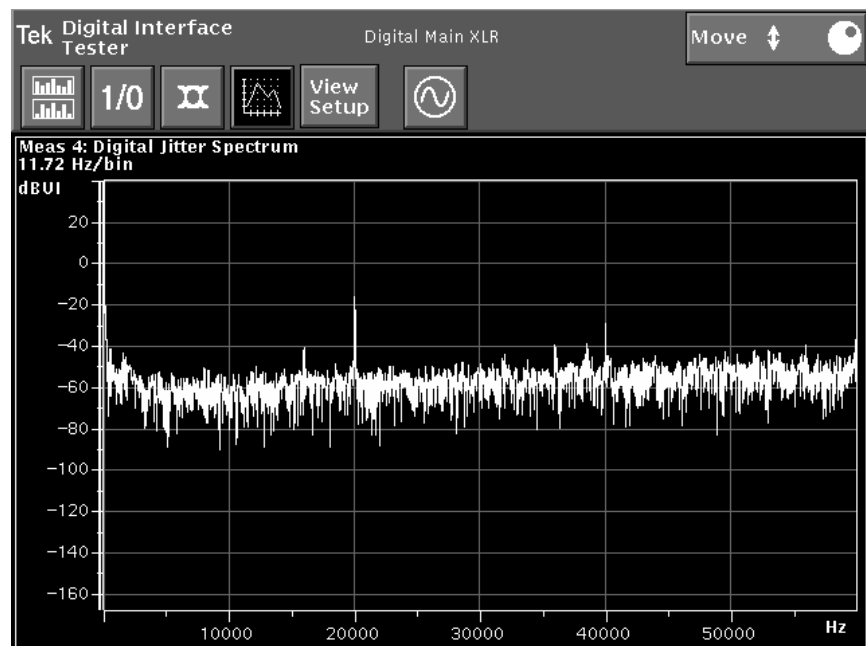 Tek Digital Interface
Tester
Digital Main XLR
Move
1/0
View
Setup
Meas 4: Digital Jitter Spectrum
11.72 Hz/bin
dBUI
20
0
−20
−40
−60
−80
−100
−120
−140
−160
10000
20000
30000
40000
50000
Hz